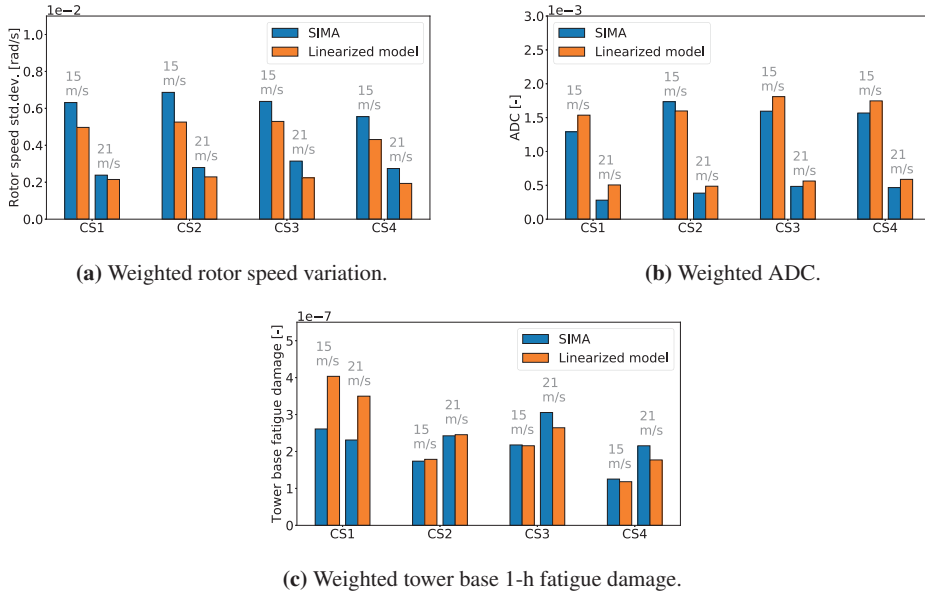 1e−2
Rotor speed std.dev. [rad/s]
1.0
0.8
0.6
0.4
0.2
0.0
SIMA
Linearized model
15
m/s
21
m/s
15
m/s
21
m/s
15
m/s
21
m/s
15
m/s
21
m/s
CS1 CS2 CS3 CS4
(a) Weighted rotor speed variation.
1e−3
ADC [-]
3.0
2.5
2.0
1.5
1.0
0.5
0.0
SIMA
Linearized model
15
m/s
21
m/s
15
m/s
21
m/s
15
m/s
21
m/s
15
m/s
21
m/s
CS1 CS2 CS3 CS4
(b) Weighted ADC.
1e−7
Tower base fatigue damage [-]
5
4
3
2
1
0
SIMA
Linearized model
15
m/s
21
m/s
15
m/s
21
m/s
15
m/s
21
m/s
15
m/s
21
m/s
CS1 CS2 CS3 CS4
(c) Weighted tower base 1-h fatigue damage.